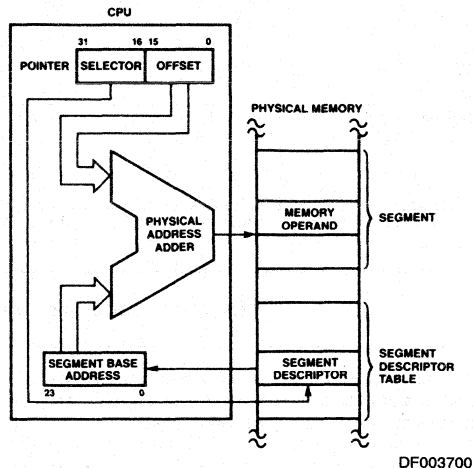 CPU
31 16 15 0
POINTER SELECTOR OFFSET
PHYSICAL MEMORY
PHYSICAL
ADDRESS
ADDER
MEMORY
OPERAND
SEGMENT
SEGMENT BASE
ADDRESS
23 0
SEGMENT
DESCRIPTOR
SEGMENT
DESCRIPTOR
TABLE
DF003700